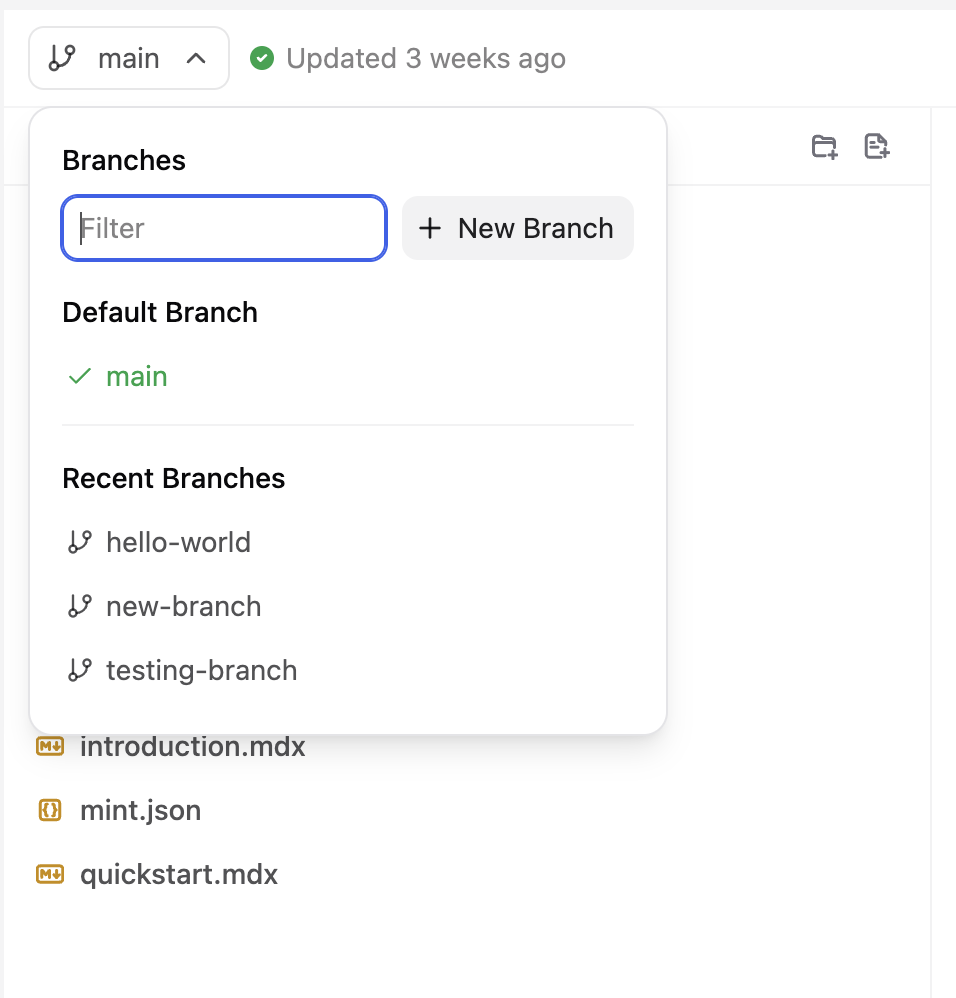 main
Updated 3 weeks ago
Branches
Filter
New Branch
Default Branch
main
Recent Branches
hello-world
new-branch
testing-branch
introduction.mdx
mint.json
quickstart.mdx